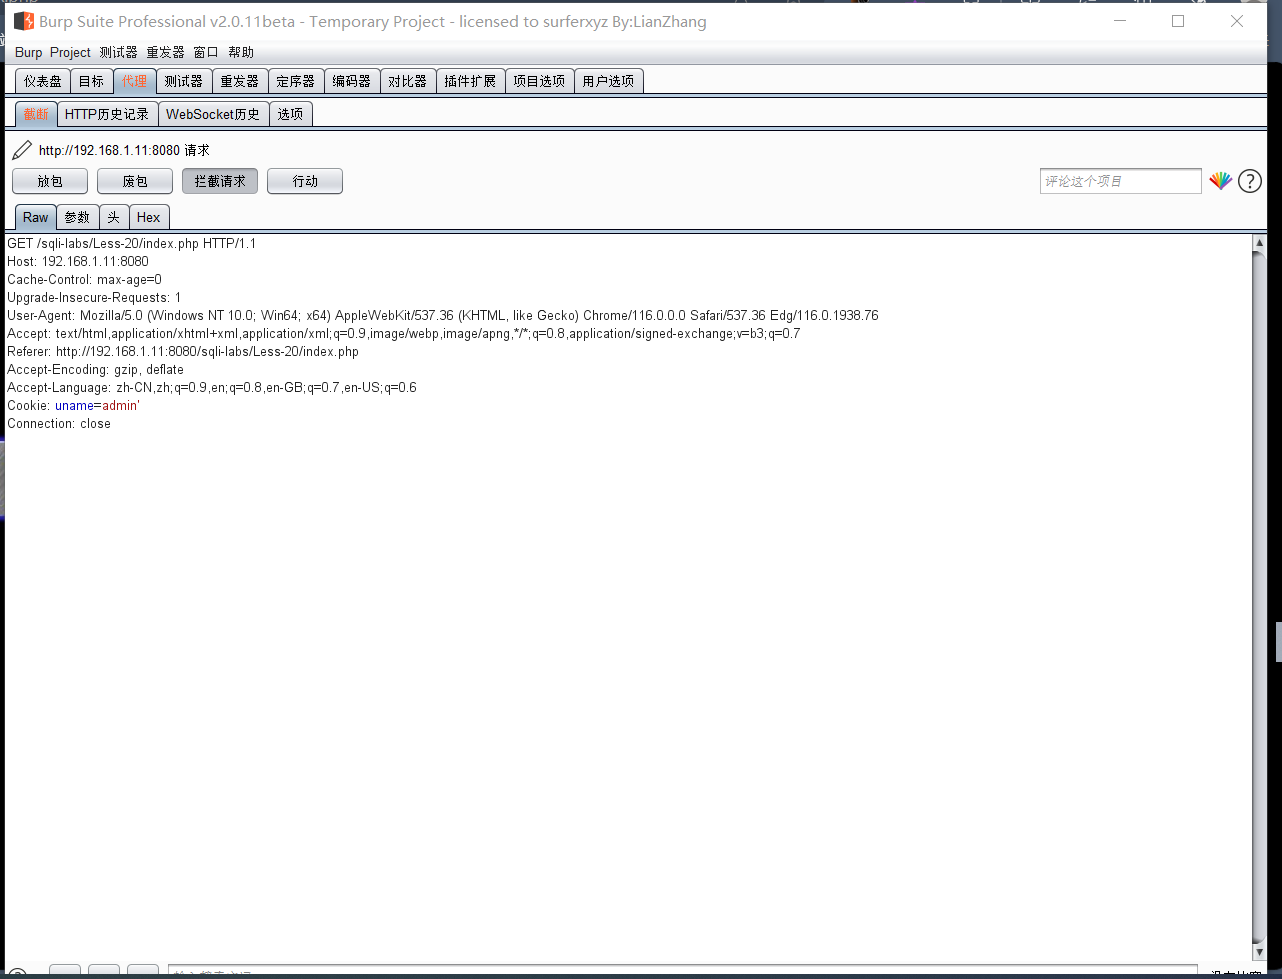 Burp Suite Professional v2.0.11beta - Temporary Project - licensed to surferxyz By:LianZhang
Burp Project 测试器 重发器 窗口 帮助
仪表盘 目标 代理 测试器 重发器 定序器 编码器 对比器 插件扩展 项目选项 用户选项
截断 HTTP历史记录 WebSocket历史 选项
http://192.168.1.11:8080 请求
放包 废包 拦截请求 行动 评论这个项目 ?
Raw 参数 头 Hex
GET /sqli-labs/Less-20/index.php HTTP/1.1
Host: 192.168.1.11:8080
Cache-Control: max-age=0
Upgrade-Insecure-Requests: 1
User-Agent: Mozilla/5.0 (Windows NT 10.0; Win64; x64) AppleWebKit/537.36 (KHTML, like Gecko) Chrome/116.0.0.0 Safari/537.36 Edg/116.0.1938.76
Accept: text/html,application/xhtml+xml,application/xml;q=0.9,image/webp,image/apng,*/*;q=0.8,application/signed-exchange;v=b3;q=0.7
Referer: http://192.168.1.11:8080/sqli-labs/Less-20/index.php
Accept-Encoding: gzip, deflate
Accept-Language: zh-CN,zh;q=0.9,en;q=0.8,en-GB;q=0.7,en-US;q=0.6
Cookie: uname=admin'
Connection: close